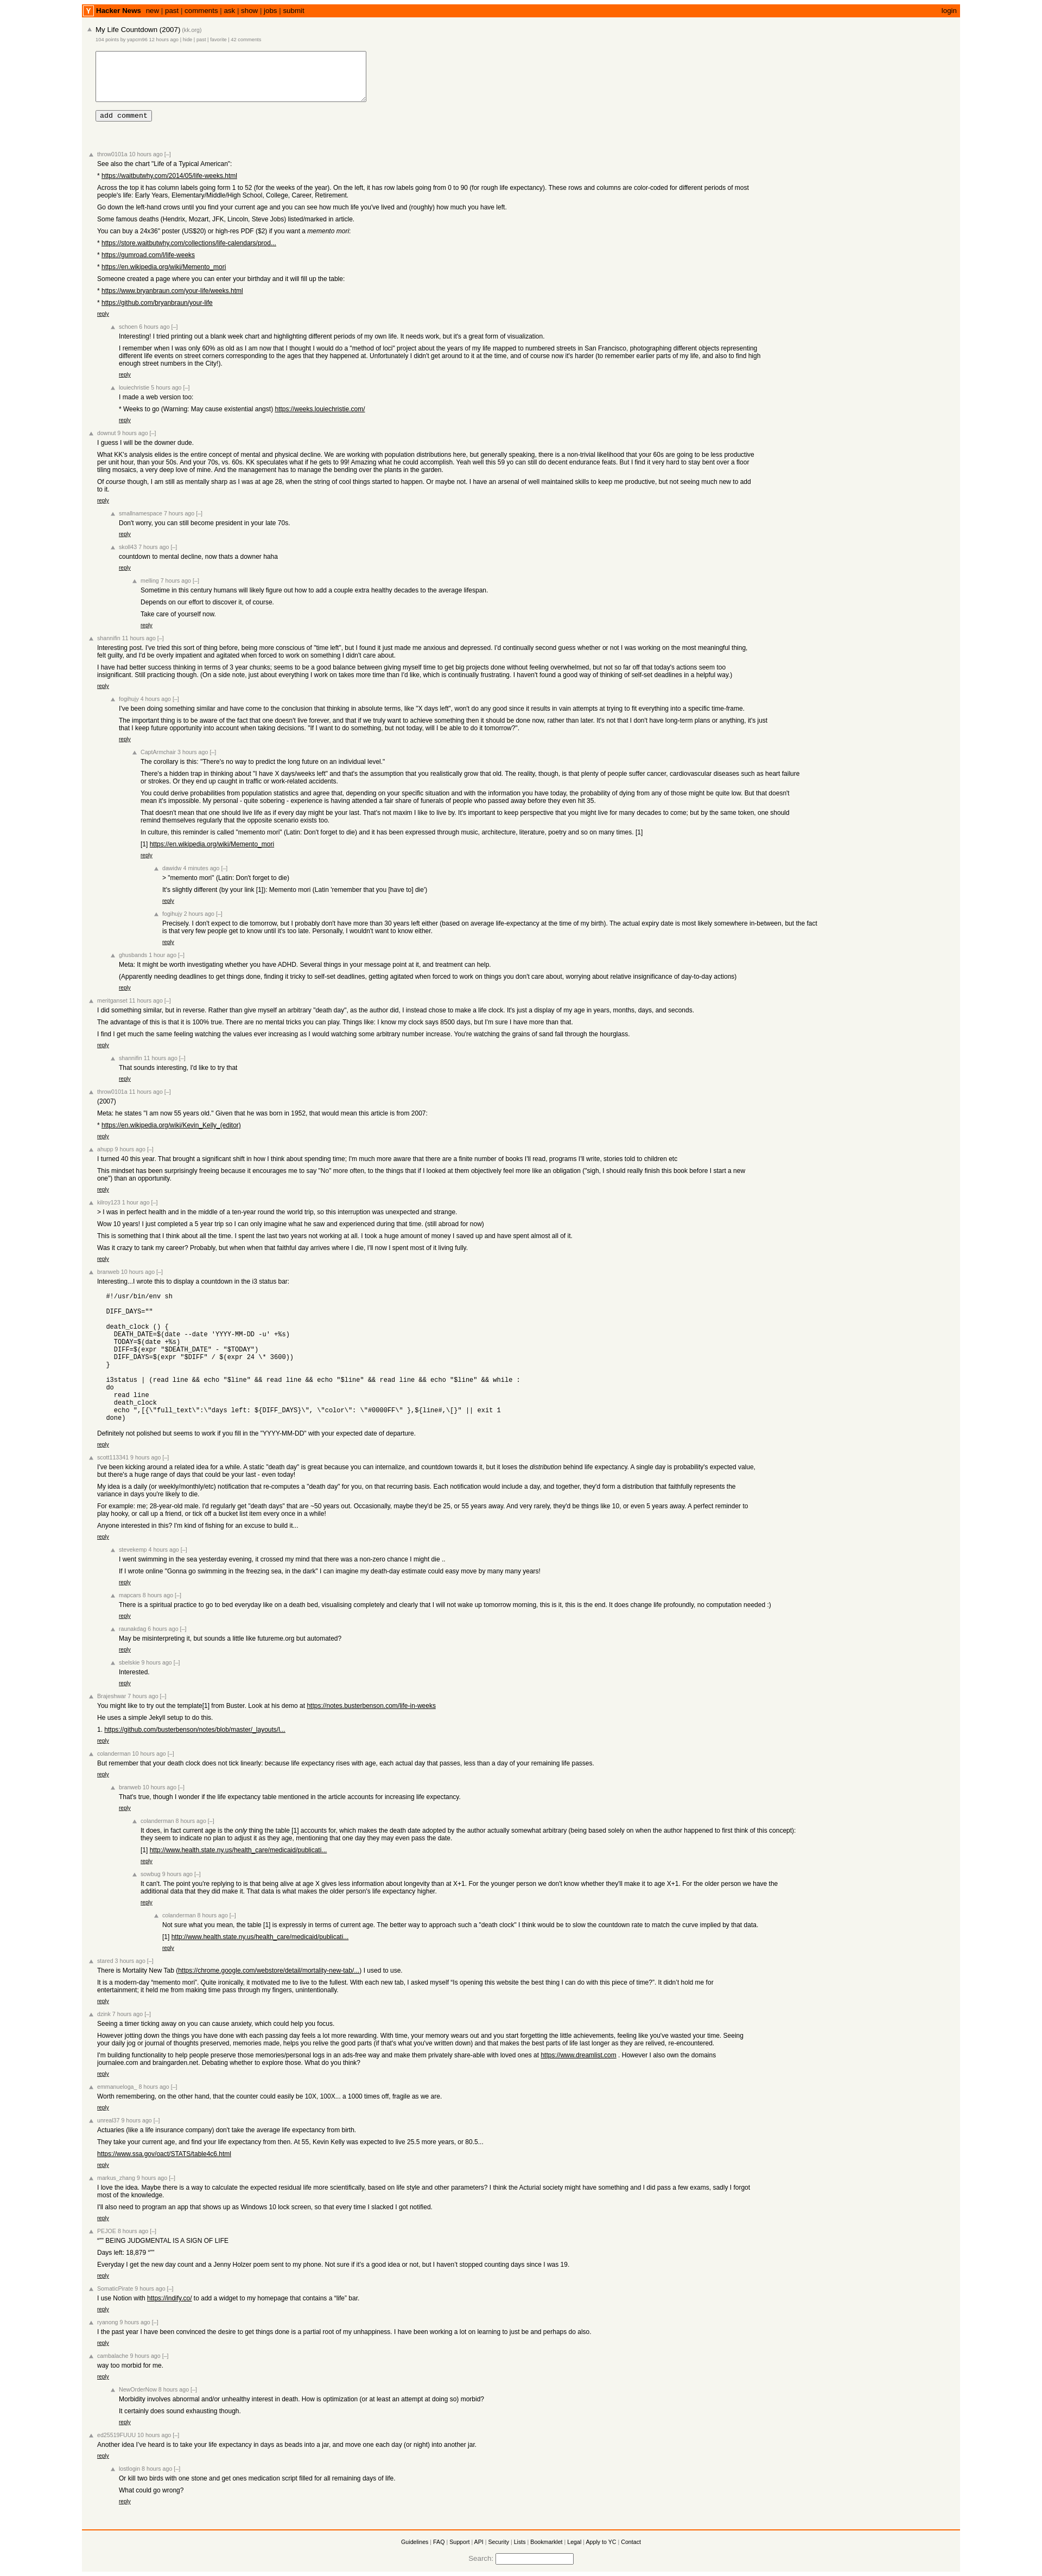 Y Hacker News new | past | comments | ask | show | jobs | submit login
My Life Countdown (2007) (kk.org)
104 points by yapcm96 12 hours ago | hide | past | favorite | 42 comments
add comment
throw0101a 10 hours ago [–]
See also the chart "Life of a Typical American":
* https://waitbutwhy.com/2014/05/life-weeks.html
Across the top it has column labels going form 1 to 52 (for the weeks of the year). On the left, it has row labels going from 0 to 90 (for rough life expectancy). These rows and columns are color-coded for different periods of most
people's life: Early Years, Elementary/Middle/High School, College, Career, Retirement.
Go down the left-hand crows until you find your current age and you can see how much life you've lived and (roughly) how much you have left.
Some famous deaths (Hendrix, Mozart, JFK, Lincoln, Steve Jobs) listed/marked in article.
You can buy a 24x36" poster (US$20) or high-res PDF ($2) if you want a memento mori:
* https://store.waitbutwhy.com/collections/life-calendars/prod...
* https://gumroad.com/l/life-weeks
* https://en.wikipedia.org/wiki/Memento_mori
Someone created a page where you can enter your birthday and it will fill up the table:
* https://www.bryanbraun.com/your-life/weeks.html
* https://github.com/bryanbraun/your-life
reply
schoen 6 hours ago [–]
Interesting! I tried printing out a blank week chart and highlighting different periods of my own life. It needs work, but it's a great form of visualization.
I remember when I was only 60% as old as I am now that I thought I would do a "method of loci" project about the years of my life mapped to numbered streets in San Francisco, photographing different objects representing
different life events on street corners corresponding to the ages that they happened at. Unfortunately I didn't get around to it at the time, and of course now it's harder (to remember earlier parts of my life, and also to find high
enough street numbers in the City!).
reply
louiechristie 5 hours ago [–]
I made a web version too:
* Weeks to go (Warning: May cause existential angst) https://weeks.louiechristie.com/
reply
downut 9 hours ago [–]
I guess I will be the downer dude.
What KK's analysis elides is the entire concept of mental and physical decline. We are working with population distributions here, but generally speaking, there is a non-trivial likelihood that your 60s are going to be less productive
per unit hour, than your 50s. And your 70s, vs. 60s. KK speculates what if he gets to 99! Amazing what he could accomplish. Yeah well this 59 yo can still do decent endurance feats. But I find it very hard to stay bent over a floor
tiling mosaics, a very deep love of mine. And the management has to manage the bending over the plants in the garden.
Of course though, I am still as mentally sharp as I was at age 28, when the string of cool things started to happen. Or maybe not. I have an arsenal of well maintained skills to keep me productive, but not seeing much new to add
to it.
reply
smallnamespace 7 hours ago [–]
Don't worry, you can still become president in your late 70s.
reply
skoll43 7 hours ago [–]
countdown to mental decline, now thats a downer haha
reply
melling 7 hours ago [–]
Sometime in this century humans will likely figure out how to add a couple extra healthy decades to the average lifespan.
Depends on our effort to discover it, of course.
Take care of yourself now.
reply
shannifin 11 hours ago [–]
Interesting post. I've tried this sort of thing before, being more conscious of "time left", but I found it just made me anxious and depressed. I'd continually second guess whether or not I was working on the most meaningful thing,
felt guilty, and I'd be overly impatient and agitated when forced to work on something I didn't care about.
I have had better success thinking in terms of 3 year chunks; seems to be a good balance between giving myself time to get big projects done without feeling overwhelmed, but not so far off that today's actions seem too
insignificant. Still practicing though. (On a side note, just about everything I work on takes more time than I'd like, which is continually frustrating. I haven't found a good way of thinking of self-set deadlines in a helpful way.)
reply
fogihujy 4 hours ago [–]
I've been doing something similar and have come to the conclusion that thinking in absolute terms, like "X days left", won't do any good since it results in vain attempts at trying to fit everything into a specific time-frame.
The important thing is to be aware of the fact that one doesn't live forever, and that if we truly want to achieve something then it should be done now, rather than later. It's not that I don't have long-term plans or anything, it's just
that I keep future opportunity into account when taking decisions. "If I want to do something, but not today, will I be able to do it tomorrow?".
reply
CaptArmchair 3 hours ago [–]
The corollary is this: "There's no way to predict the long future on an individual level."
There's a hidden trap in thinking about "I have X days/weeks left" and that's the assumption that you realistically grow that old. The reality, though, is that plenty of people suffer cancer, cardiovascular diseases such as heart failure
or strokes. Or they end up caught in traffic or work-related accidents.
You could derive probabilities from population statistics and agree that, depending on your specific situation and with the information you have today, the probability of dying from any of those might be quite low. But that doesn't
mean it's impossible. My personal - quite sobering - experience is having attended a fair share of funerals of people who passed away before they even hit 35.
That doesn't mean that one should live life as if every day might be your last. That's not maxim I like to live by. It's important to keep perspective that you might live for many decades to come; but by the same token, one should
remind themselves regularly that the opposite scenario exists too.
In culture, this reminder is called "memento mori" (Latin: Don't forget to die) and it has been expressed through music, architecture, literature, poetry and so on many times. [1]
[1] https://en.wikipedia.org/wiki/Memento_mori
reply
dawidw 4 minutes ago [–]
> "memento mori" (Latin: Don't forget to die)
It's slightly different (by your link [1]): Memento mori (Latin 'remember that you [have to] die')
reply
fogihujy 2 hours ago [–]
Precisely. I don't expect to die tomorrow, but I probably don't have more than 30 years left either (based on average life-expectancy at the time of my birth). The actual expiry date is most likely somewhere in-between, but the fact
is that very few people get to know until it's too late. Personally, I wouldn't want to know either.
reply
ghusbands 1 hour ago [–]
Meta: It might be worth investigating whether you have ADHD. Several things in your message point at it, and treatment can help.
(Apparently needing deadlines to get things done, finding it tricky to self-set deadlines, getting agitated when forced to work on things you don't care about, worrying about relative insignificance of day-to-day actions)
reply
meritganset 11 hours ago [–]
I did something similar, but in reverse. Rather than give myself an arbitrary "death day", as the author did, I instead chose to make a life clock. It's just a display of my age in years, months, days, and seconds.
The advantage of this is that it is 100% true. There are no mental tricks you can play. Things like: I know my clock says 8500 days, but I'm sure I have more than that.
I find I get much the same feeling watching the values ever increasing as I would watching some arbitrary number increase. You're watching the grains of sand fall through the hourglass.
reply
shannifin 11 hours ago [–]
That sounds interesting, I'd like to try that
reply
throw0101a 11 hours ago [–]
(2007)
Meta: he states "I am now 55 years old." Given that he was born in 1952, that would mean this article is from 2007:
* https://en.wikipedia.org/wiki/Kevin_Kelly_(editor)
reply
ahupp 9 hours ago [–]
I turned 40 this year. That brought a significant shift in how I think about spending time; I'm much more aware that there are a finite number of books I'll read, programs I'll write, stories told to children etc
This mindset has been surprisingly freeing because it encourages me to say "No" more often, to the things that if I looked at them objectively feel more like an obligation ("sigh, I should really finish this book before I start a new
one") than an opportunity.
reply
kilroy123 1 hour ago [–]
> I was in perfect health and in the middle of a ten-year round the world trip, so this interruption was unexpected and strange.
Wow 10 years! I just completed a 5 year trip so I can only imagine what he saw and experienced during that time. (still abroad for now)
This is something that I think about all the time. I spent the last two years not working at all. I took a huge amount of money I saved up and have spent almost all of it.
Was it crazy to tank my career? Probably, but when when that faithful day arrives where I die, I'll now I spent most of it living fully.
reply
branweb 10 hours ago [–]
Interesting...I wrote this to display a countdown in the i3 status bar:
#!/usr/bin/env sh
DIFF_DAYS=""
death_clock () {
DEATH_DATE=$(date --date 'YYYY-MM-DD -u' +%s)
TODAY=$(date +%s)
DIFF=$(expr "$DEATH_DATE" - "$TODAY")
DIFF_DAYS=$(expr "$DIFF" / $(expr 24 \* 3600))
}
i3status | (read line && echo "$line" && read line && echo "$line" && read line && echo "$line" && while :
do
read line
death_clock
echo ",[{\"full_text\":\"days left: ${DIFF_DAYS}\", \"color\": \"#0000FF\" },${line#,\[}" || exit 1
done)
Definitely not polished but seems to work if you fill in the "YYYY-MM-DD" with your expected date of departure.
reply
scott113341 9 hours ago [–]
I've been kicking around a related idea for a while. A static "death day" is great because you can internalize, and countdown towards it, but it loses the distribution behind life expectancy. A single day is probability's expected value,
but there's a huge range of days that could be your last - even today!
My idea is a daily (or weekly/monthly/etc) notification that re-computes a "death day" for you, on that recurring basis. Each notification would include a day, and together, they'd form a distribution that faithfully represents the
variance in days you're likely to die.
For example: me; 28-year-old male. I'd regularly get "death days" that are ~50 years out. Occasionally, maybe they'd be 25, or 55 years away. And very rarely, they'd be things like 10, or even 5 years away. A perfect reminder to
play hooky, or call up a friend, or tick off a bucket list item every once in a while!
Anyone interested in this? I'm kind of fishing for an excuse to build it...
reply
stevekemp 4 hours ago [–]
I went swimming in the sea yesterday evening, it crossed my mind that there was a non-zero chance I might die ..
If I wrote online "Gonna go swimming in the freezing sea, in the dark" I can imagine my death-day estimate could easy move by many many years!
reply
mapcars 8 hours ago [–]
There is a spiritual practice to go to bed everyday like on a death bed, visualising completely and clearly that I will not wake up tomorrow morning, this is it, this is the end. It does change life profoundly, no computation needed :)
reply
raunakdag 6 hours ago [–]
May be misinterpreting it, but sounds a little like futureme.org but automated?
reply
sbelskie 9 hours ago [–]
Interested.
reply
Brajeshwar 7 hours ago [–]
You might like to try out the template[1] from Buster. Look at his demo at https://notes.busterbenson.com/life-in-weeks
He uses a simple Jekyll setup to do this.
1. https://github.com/busterbenson/notes/blob/master/_layouts/l...
reply
colanderman 10 hours ago [–]
But remember that your death clock does not tick linearly: because life expectancy rises with age, each actual day that passes, less than a day of your remaining life passes.
reply
branweb 10 hours ago [–]
That's true, though I wonder if the life expectancy table mentioned in the article accounts for increasing life expectancy.
reply
colanderman 8 hours ago [–]
It does, in fact current age is the only thing the table [1] accounts for, which makes the death date adopted by the author actually somewhat arbitrary (being based solely on when the author happened to first think of this concept):
they seem to indicate no plan to adjust it as they age, mentioning that one day they may even pass the date.
[1] http://www.health.state.ny.us/health_care/medicaid/publicati...
reply
sowbug 9 hours ago [–]
It can't. The point you're replying to is that being alive at age X gives less information about longevity than at X+1. For the younger person we don't know whether they'll make it to age X+1. For the older person we have the
additional data that they did make it. That data is what makes the older person's life expectancy higher.
reply
colanderman 8 hours ago [–]
Not sure what you mean, the table [1] is expressly in terms of current age. The better way to approach such a "death clock" I think would be to slow the countdown rate to match the curve implied by that data.
[1] http://www.health.state.ny.us/health_care/medicaid/publicati...
reply
stared 3 hours ago [–]
There is Mortality New Tab (https://chrome.google.com/webstore/detail/mortality-new-tab/...) I used to use.
It is a modern-day “memento mori”. Quite ironically, it motivated me to live to the fullest. With each new tab, I asked myself “Is opening this website the best thing I can do with this piece of time?”. It didn’t hold me for
entertainment; it held me from making time pass through my fingers, unintentionally.
reply
dzink 7 hours ago [–]
Seeing a timer ticking away on you can cause anxiety, which could help you focus.
However jotting down the things you have done with each passing day feels a lot more rewarding. With time, your memory wears out and you start forgetting the little achievements, feeling like you've wasted your time. Seeing
your daily jog or journal of thoughts preserved, memories made, helps you relive the good parts (if that's what you've written down) and that makes the best parts of life last longer as they are relived, re-encountered.
I'm building functionality to help people preserve those memories/personal logs in an ads-free way and make them privately share-able with loved ones at https://www.dreamlist.com . However I also own the domains
journalee.com and braingarden.net. Debating whether to explore those. What do you think?
reply
emmanueloga_ 8 hours ago [–]
Worth remembering, on the other hand, that the counter could easily be 10X, 100X... a 1000 times off, fragile as we are.
reply
unreal37 9 hours ago [–]
Actuaries (like a life insurance company) don't take the average life expectancy from birth.
They take your current age, and find your life expectancy from then. At 55, Kevin Kelly was expected to live 25.5 more years, or 80.5...
https://www.ssa.gov/oact/STATS/table4c6.html
reply
markus_zhang 9 hours ago [–]
I love the idea. Maybe there is a way to calculate the expected residual life more scientifically, based on life style and other parameters? I think the Acturial society might have something and I did pass a few exams, sadly I forgot
most of the knowledge.
I'll also need to program an app that shows up as Windows 10 lock screen, so that every time I slacked I got notified.
reply
PEJOE 8 hours ago [–]
“”” BEING JUDGMENTAL IS A SIGN OF LIFE
Days left: 18,879 “””
Everyday I get the new day count and a Jenny Holzer poem sent to my phone. Not sure if it’s a good idea or not, but I haven’t stopped counting days since I was 19.
reply
SomaticPirate 9 hours ago [–]
I use Notion with https://indify.co/ to add a widget to my homepage that contains a “life” bar.
reply
ryanong 9 hours ago [–]
I the past year I have been convinced the desire to get things done is a partial root of my unhappiness. I have been working a lot on learning to just be and perhaps do also.
reply
cambalache 9 hours ago [–]
way too morbid for me.
reply
NewOrderNow 8 hours ago [–]
Morbidity involves abnormal and/or unhealthy interest in death. How is optimization (or at least an attempt at doing so) morbid?
It certainly does sound exhausting though.
reply
ed25519FUUU 10 hours ago [–]
Another idea I’ve heard is to take your life expectancy in days as beads into a jar, and move one each day (or night) into another jar.
reply
lostlogin 8 hours ago [–]
Or kill two birds with one stone and get ones medication script filled for all remaining days of life.
What could go wrong?
reply
Guidelines | FAQ | Support | API | Security | Lists | Bookmarklet | Legal | Apply to YC | Contact
Search: